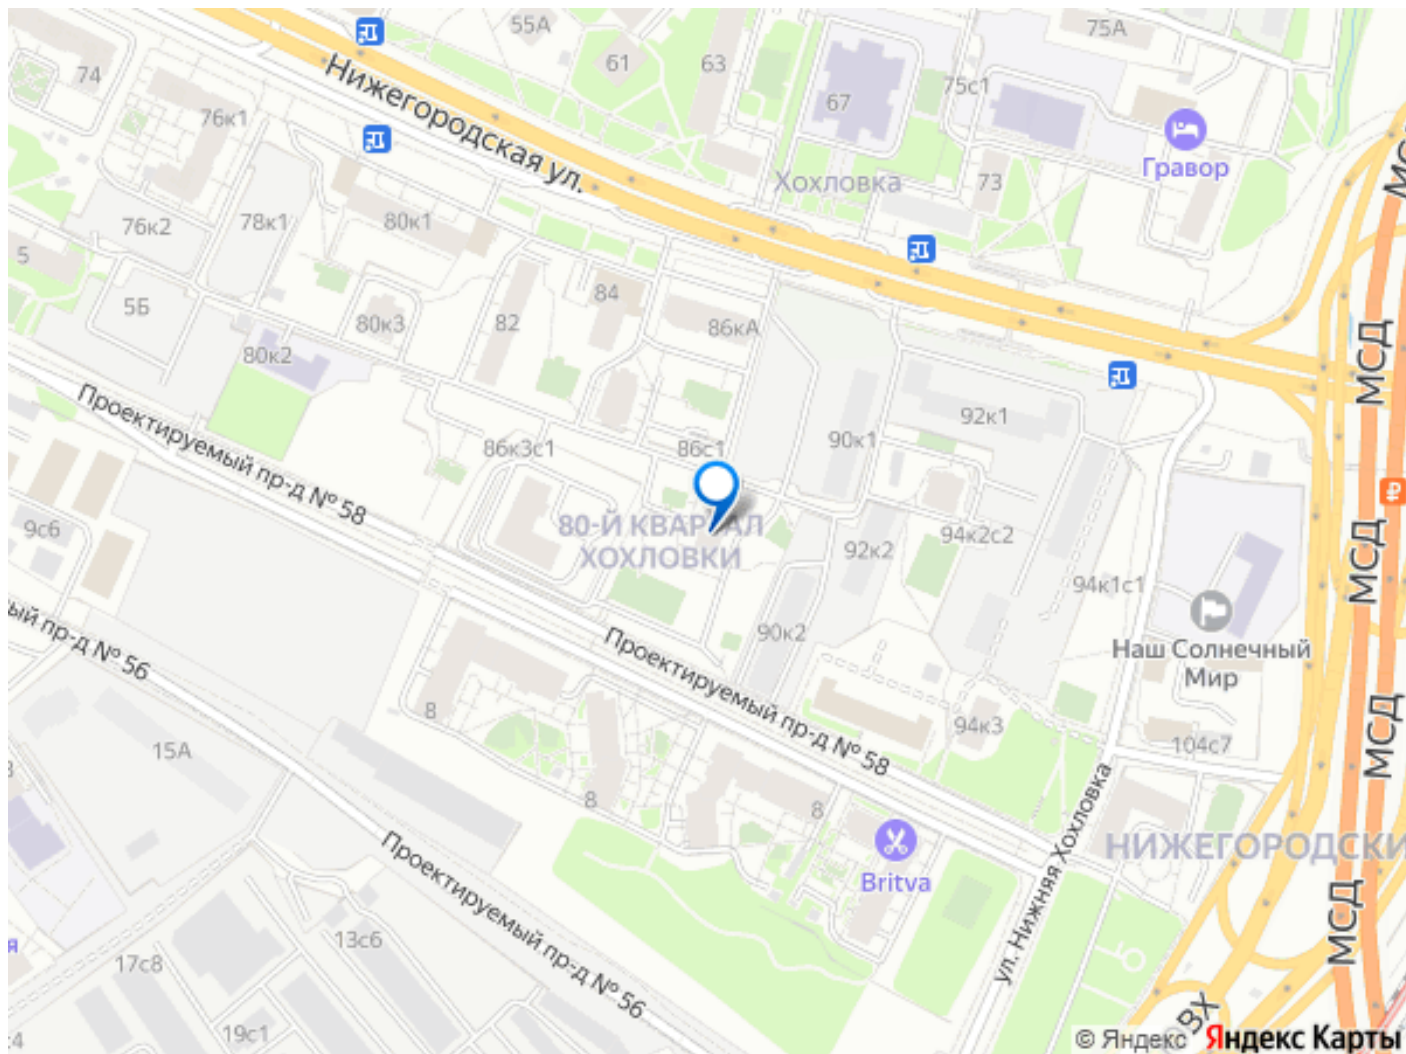 55А
75А
74
61
63
Нижегородская ул.
67
75с1
76к1
Гравор
Хохловка
73
76к2
78к1
80к1
5
5Б
84
80к3
82
86кА
80к2
МСД
Проектируемый пр-д № 58
92к1
86к3с1
86с1
90к1
9с6
80-Й КВАРТАЛ
ХОХЛОВКИ
94к2с2
92к2
МСД
94к1с1
ый пр-д № 56
90к2
Проектируемый пр-д № 58
Наш Солнечный
Мир
8
94к3
МСД
15А
104с7
8
8
ул. Нижняя Хохловка
НИЖЕГОРОДСКИ
Britva
Проектируемый пр-д № 56
МСД
13с6
я
17с8
19с1
:4
ВХ
© Яндекс Яндекс Карты